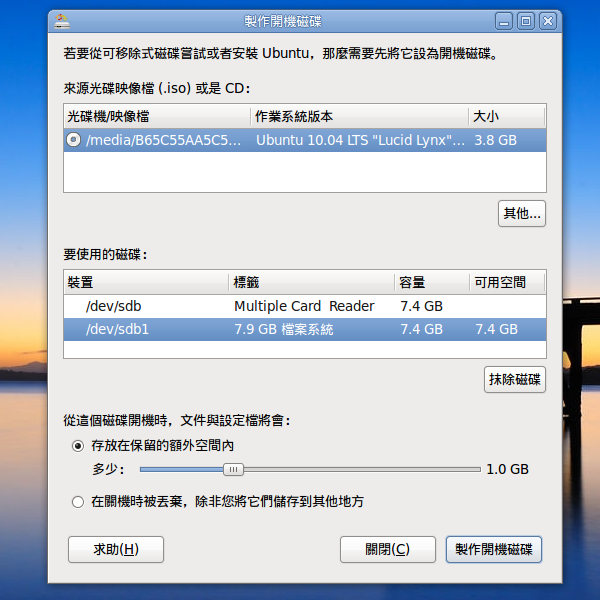 製作開機磁碟
若要從可移除式磁碟嘗試或者安裝 Ubuntu，那麼需要先將它設為開機磁碟。
來源光碟映像檔 (.iso) 或是 CD：
光碟機/映像檔 作業系統版本 大小
/media/B65C55AA5C5... Ubuntu 10.04 LTS "Lucid Lynx"... 3.8 GB
其他...
要使用的磁碟：
裝置 標籤 容量 可用空間
/dev/sdb Multiple Card Reader 7.4 GB
/dev/sdb1 7.9 GB 檔案系統 7.4 GB 7.4 GB
抹除磁碟
從這個磁碟開機時，文件與設定檔將會：
存放在保留的額外空間內
多少： 1.0 GB
在關機時被丟棄，除非您將它們儲存到其他地方
求助(H) 關閉(C) 製作開機磁碟